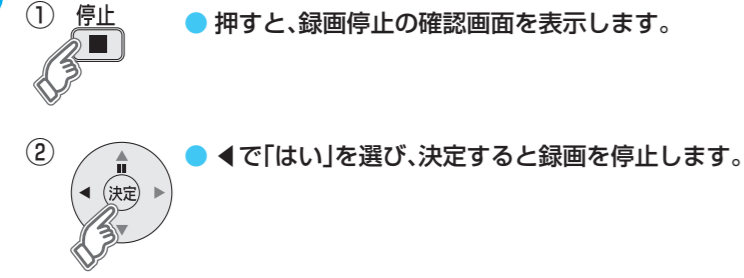 ① 停止
● 押すと、録画停止の確認画面を表示します。
② 決定
● ◀で「はい」を選び、決定すると録画を停止します。